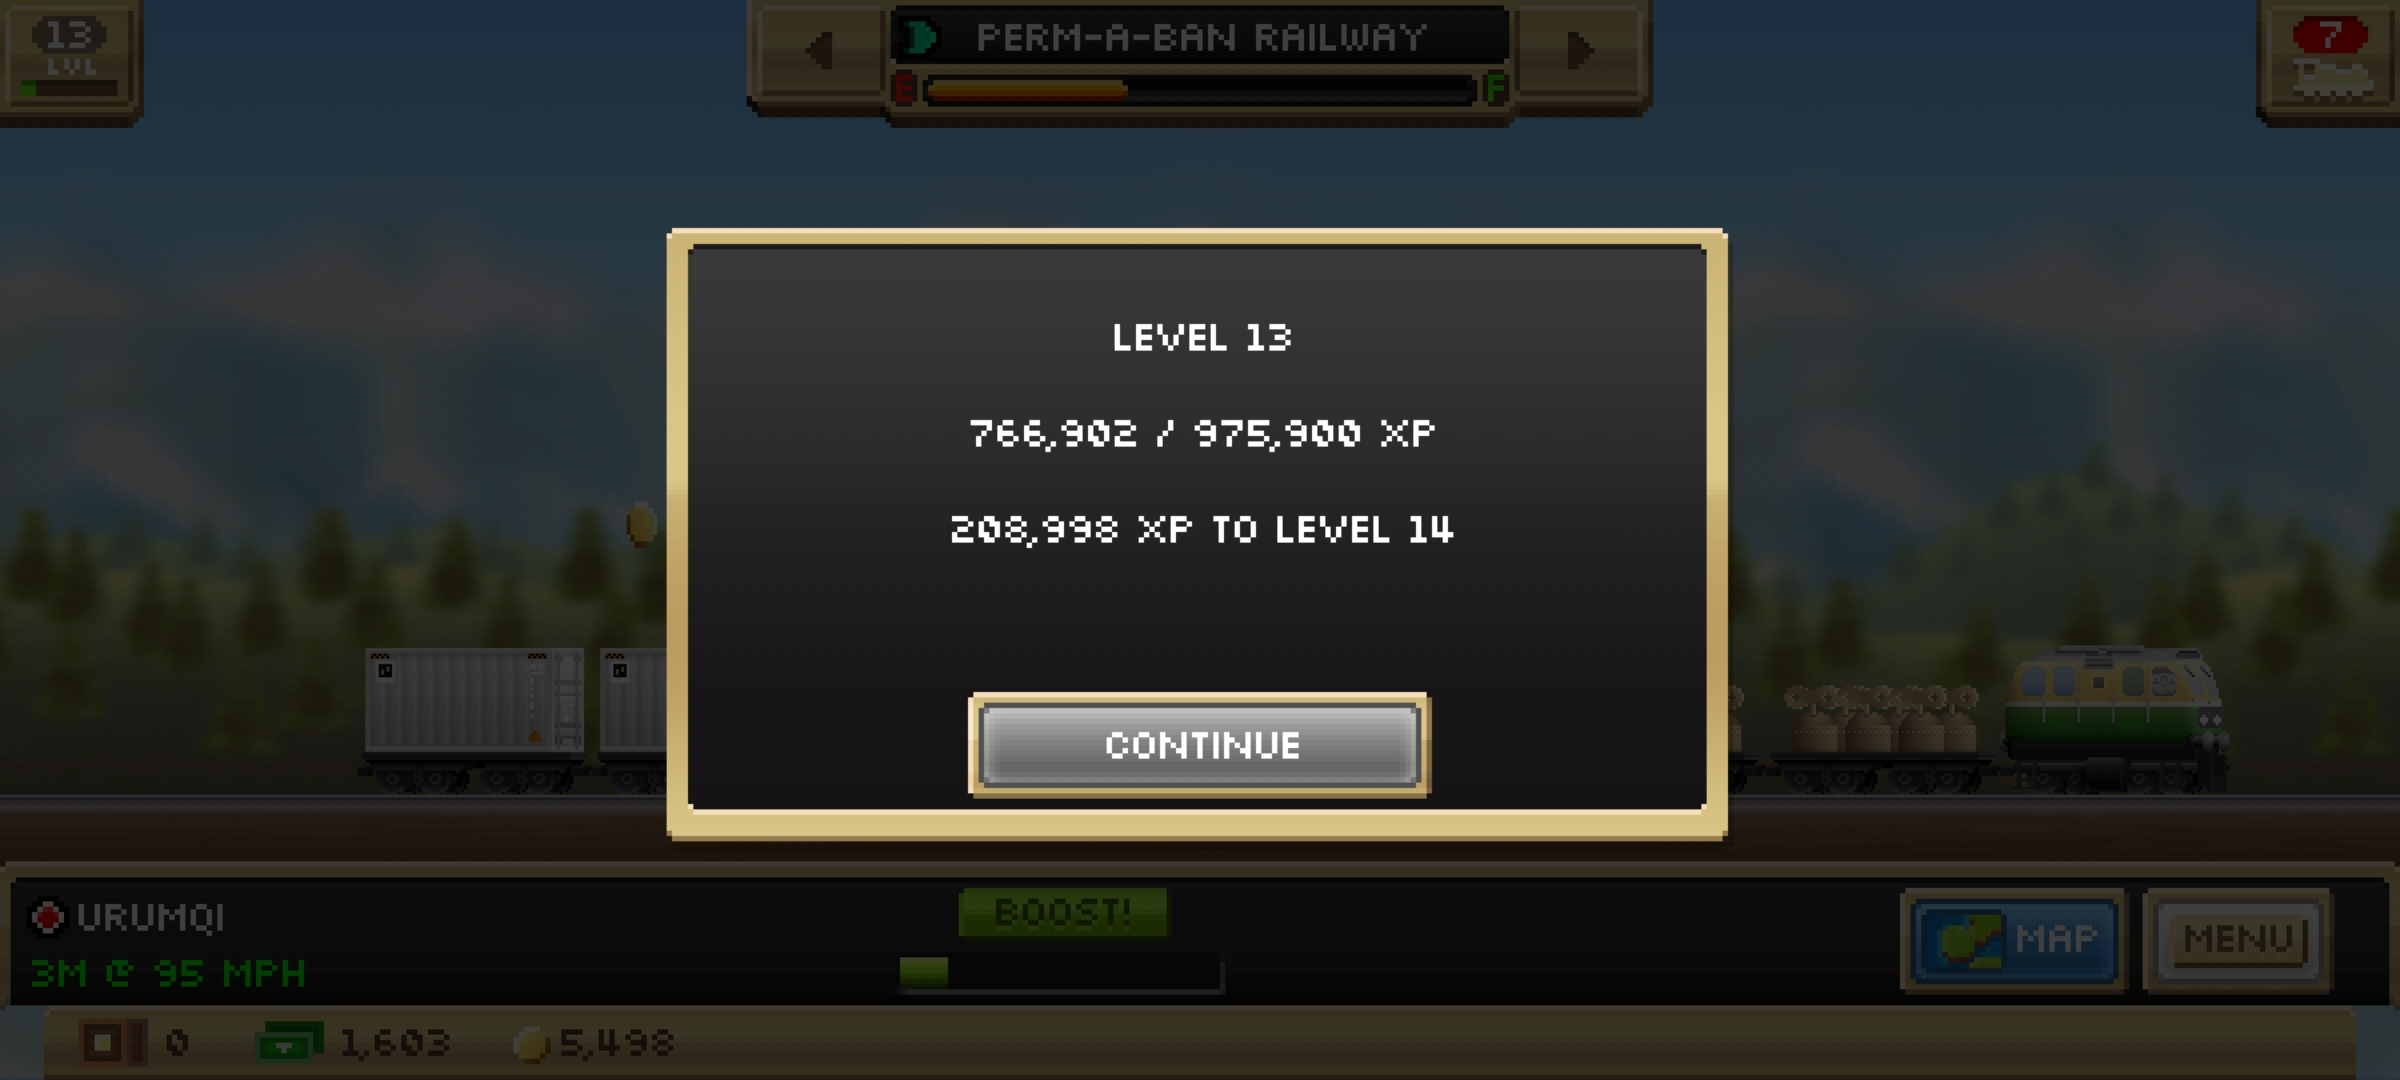 13
LVL
PERM-A-BAN RAILWAY
E
F
7
LEVEL 13
766,902 / 975,900 XP
208,998 XP TO LEVEL 14
CONTINUE
URUMQI
3M @ 95 MPH
BOOST!
MAP
MENU
0
1,603
5,498